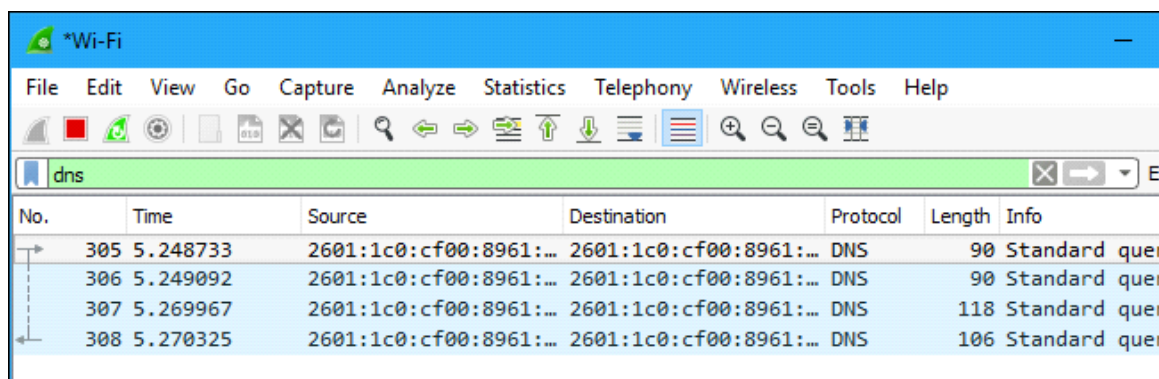 *Wi-Fi
File Edit View Go Capture Analyze Statistics Telephony Wireless Tools Help
dns
No. Time Source Destination Protocol Length Info
305 5.248733 2601:1c0:cf00:8961:… 2601:1c0:cf00:8961:… DNS 90 Standard quer
306 5.249092 2601:1c0:cf00:8961:… 2601:1c0:cf00:8961:… DNS 90 Standard quer
307 5.269967 2601:1c0:cf00:8961:… 2601:1c0:cf00:8961:… DNS 118 Standard quer
308 5.270325 2601:1c0:cf00:8961:… 2601:1c0:cf00:8961:… DNS 106 Standard quer